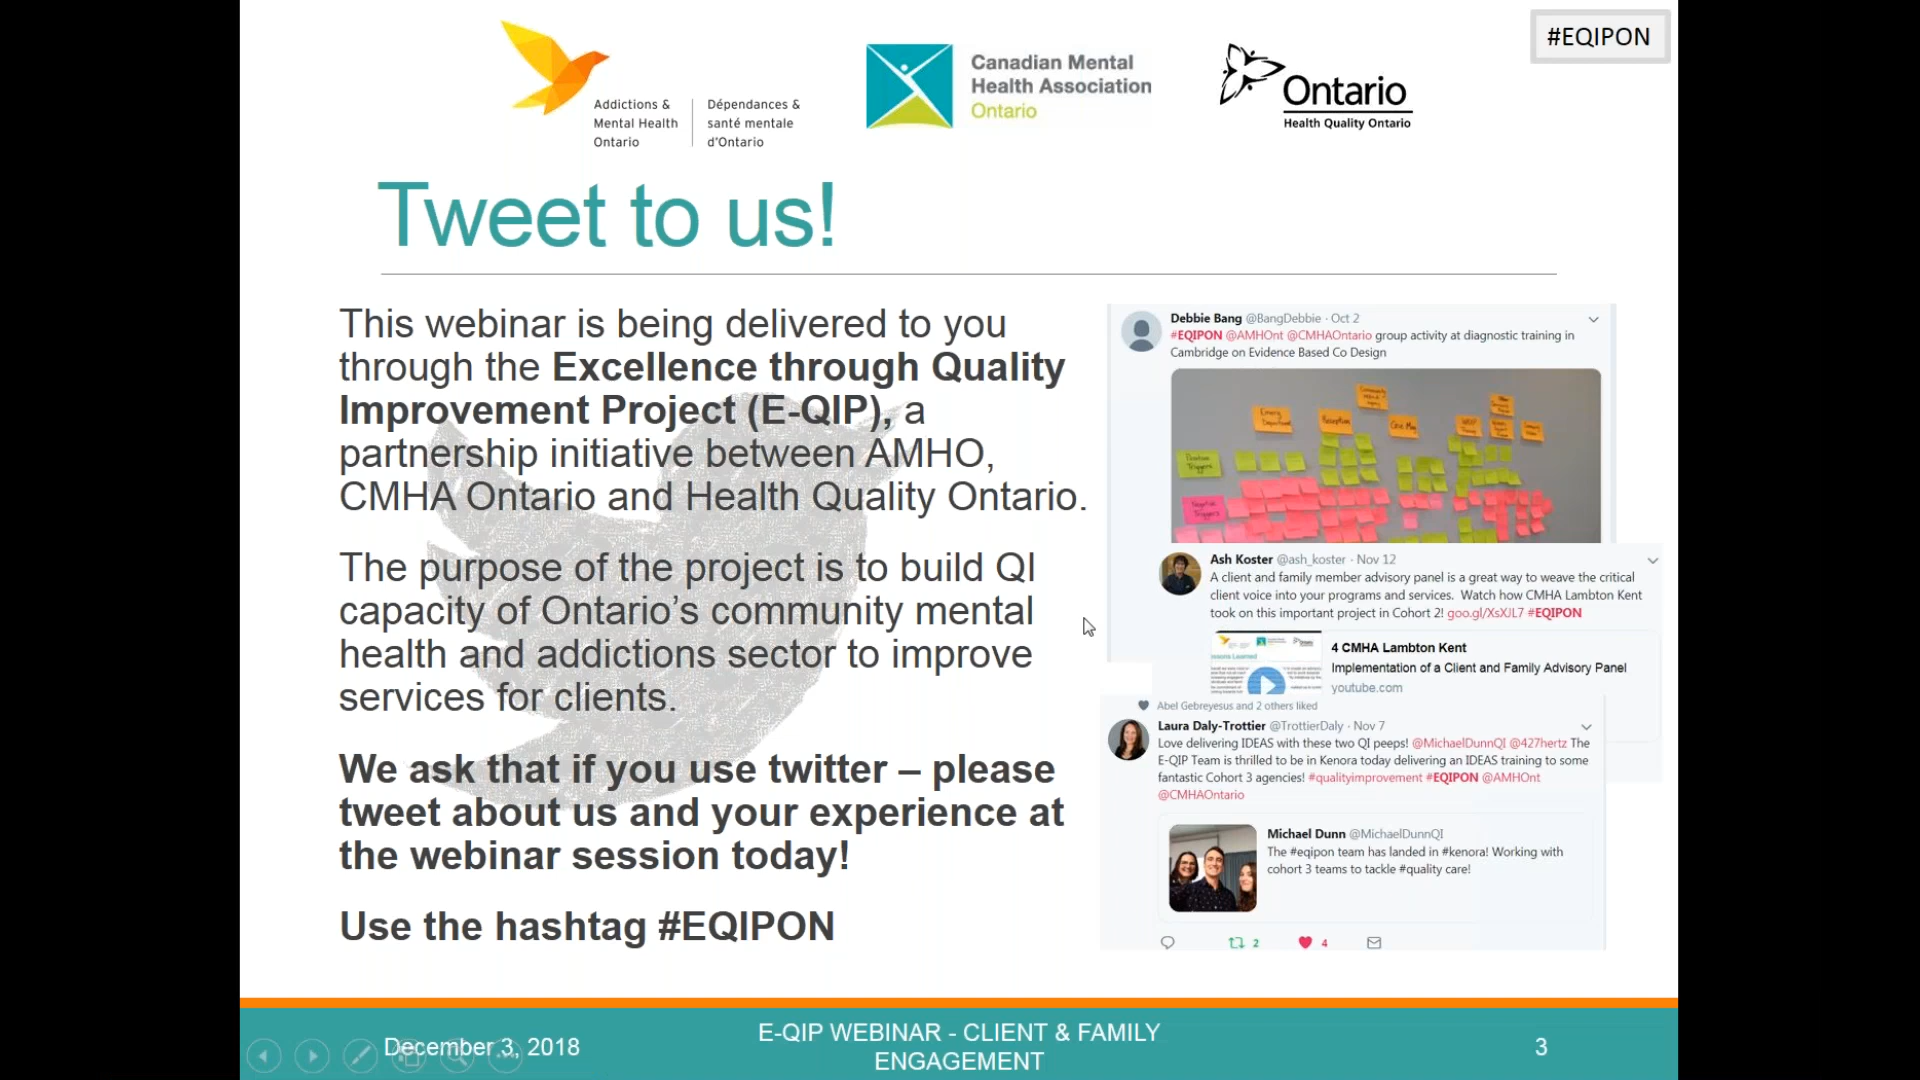 #EQIPON
Addictions &
Mental Health
Ontario
Dépendances &
santé mentale
d'Ontario
Canadian Mental
Health Association
Ontario
Ontario
Health Quality Ontario
Tweet to us!
This webinar is being delivered to you
through the Excellence through Quality
Improvement Project (E-QIP), a
partnership initiative between AMHO,
CMHA Ontario and Health Quality Ontario.
The purpose of the project is to build QI
capacity of Ontario's community mental
health and addictions sector to improve
services for clients.
We ask that if you use twitter – please
tweet about us and your experience at
the webinar session today!
Use the hashtag #EQIPON
Debbie Bang @BangDebbie · Oct 2
#EQIPON @AMHOnt @CMHAOntario group activity at diagnostic training in
Cambridge on Evidence Based Co Design
Reception
Positive
Triggers
Negative
Triggers
Ash Koster @ash_koster · Nov 12
A client and family member advisory panel is a great way to weave the critical
client voice into your programs and services. Watch how CMHA Lambton Kent
took on this important project in Cohort 2! goo.gl/XsXJL7 #EQIPON
4 CMHA Lambton Kent
Implementation of a Client and Family Advisory Panel
youtube.com
Abel Gebreyesus and 2 others liked
Laura Daly-Trottier @TrottierDaly · Nov 7
Love delivering IDEAS with these two QI peeps! @MichaelDunnQI @427hertz The
E-QIP Team is thrilled to be in Kenora today delivering an IDEAS training to some
fantastic Cohort 3 agencies! #qualityimprovement #EQIPON @AMHOnt
@CMHAOntario
Michael Dunn @MichaelDunnQI
The #eqipon team has landed in #kenora! Working with
cohort 3 teams to tackle #quality care!
2 4
December 3, 2018
E-QIP WEBINAR - CLIENT & FAMILY
ENGAGEMENT
3